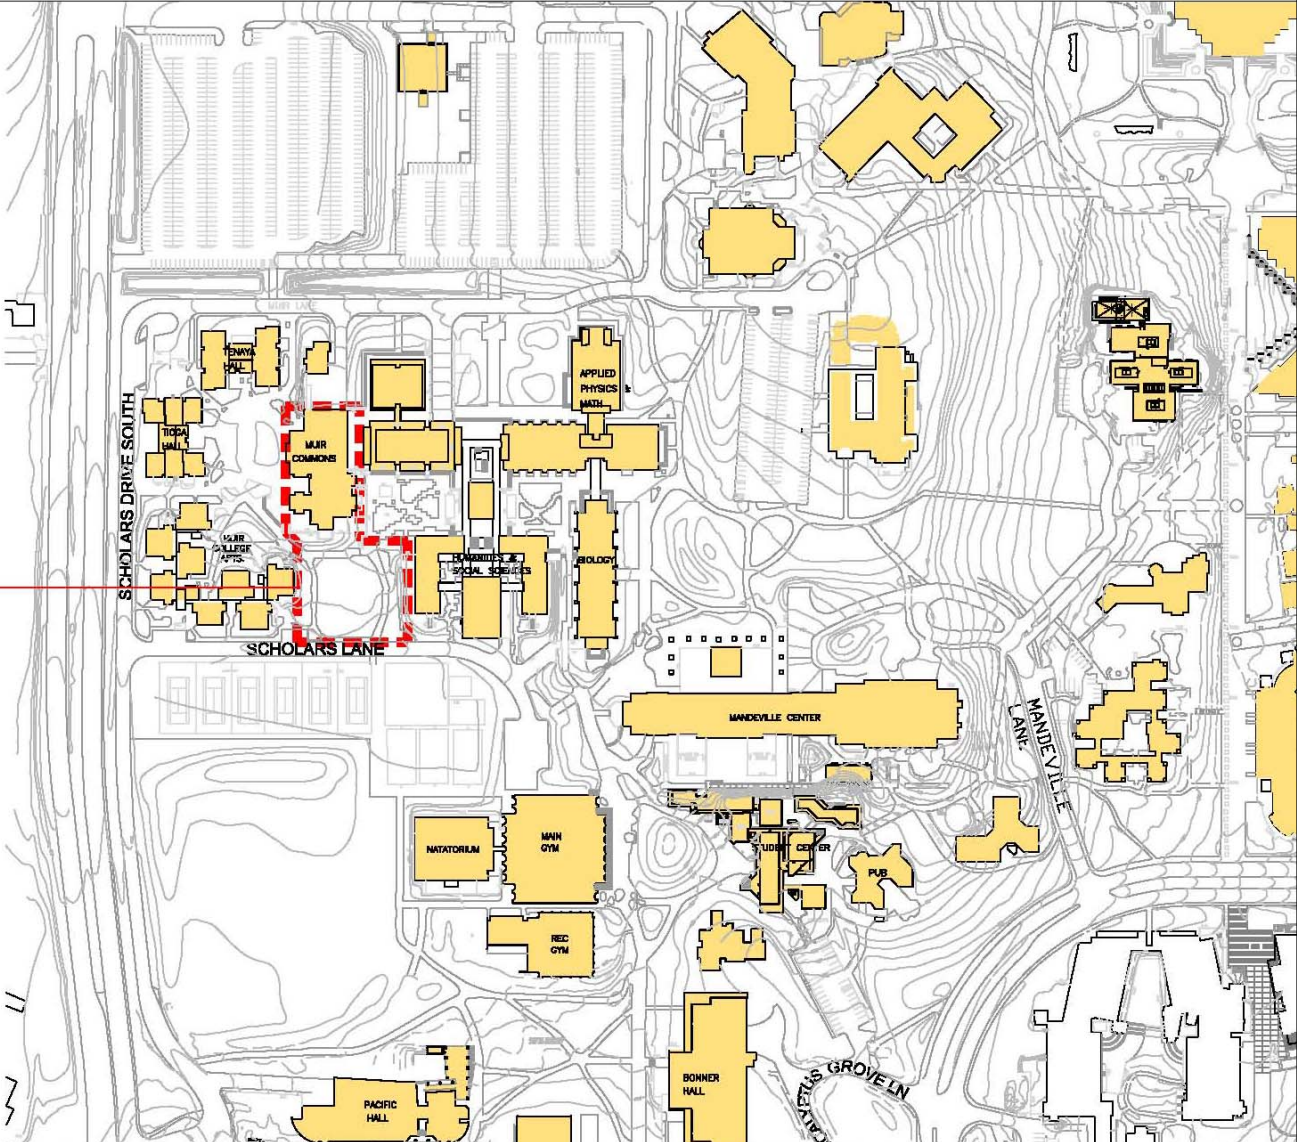 MUIR LANE
TENAYA
HALL
APPLIED
PHYSICS &
MATH
TIOGA
HALL
MUIR
COMMONS
SCHOLARS DRIVE SOUTH
MUIR
COLLEGE
APTS.
HUMANITIES &
SOCIAL SCIENCES
BIOLOGY
SCHOLARS LANE
MANDEVILLE CENTER
MANDEVILLE
LANE
NATATORIUM
MAIN
GYM
STUDENT CENTER
PUB
REC
GYM
BONNER
HALL
EUCALYPTUS GROVE LN
PACIFIC
HALL